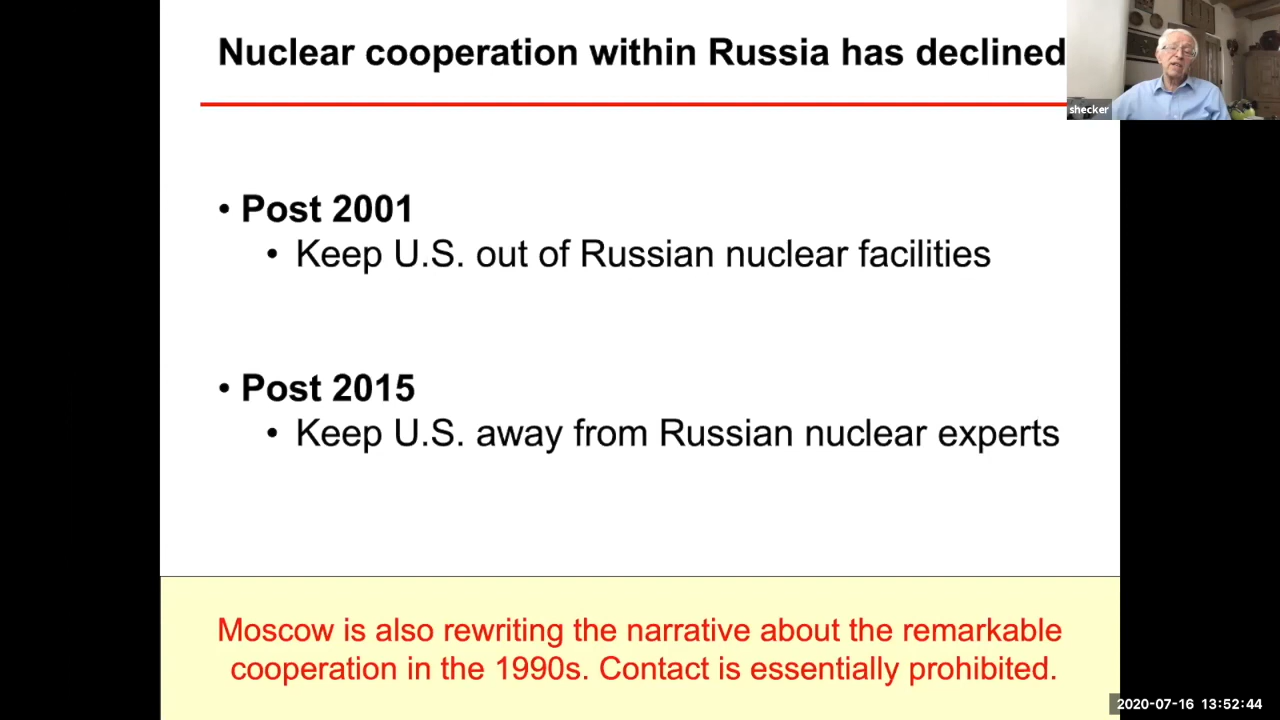 Nuclear cooperation within Russia has declined
shecker
• Post 2001
• Keep U.S. out of Russian nuclear facilities
• Post 2015
• Keep U.S. away from Russian nuclear experts
Moscow is also rewriting the narrative about the remarkable
cooperation in the 1990s. Contact is essentially prohibited.
2020-07-16 13:52:44